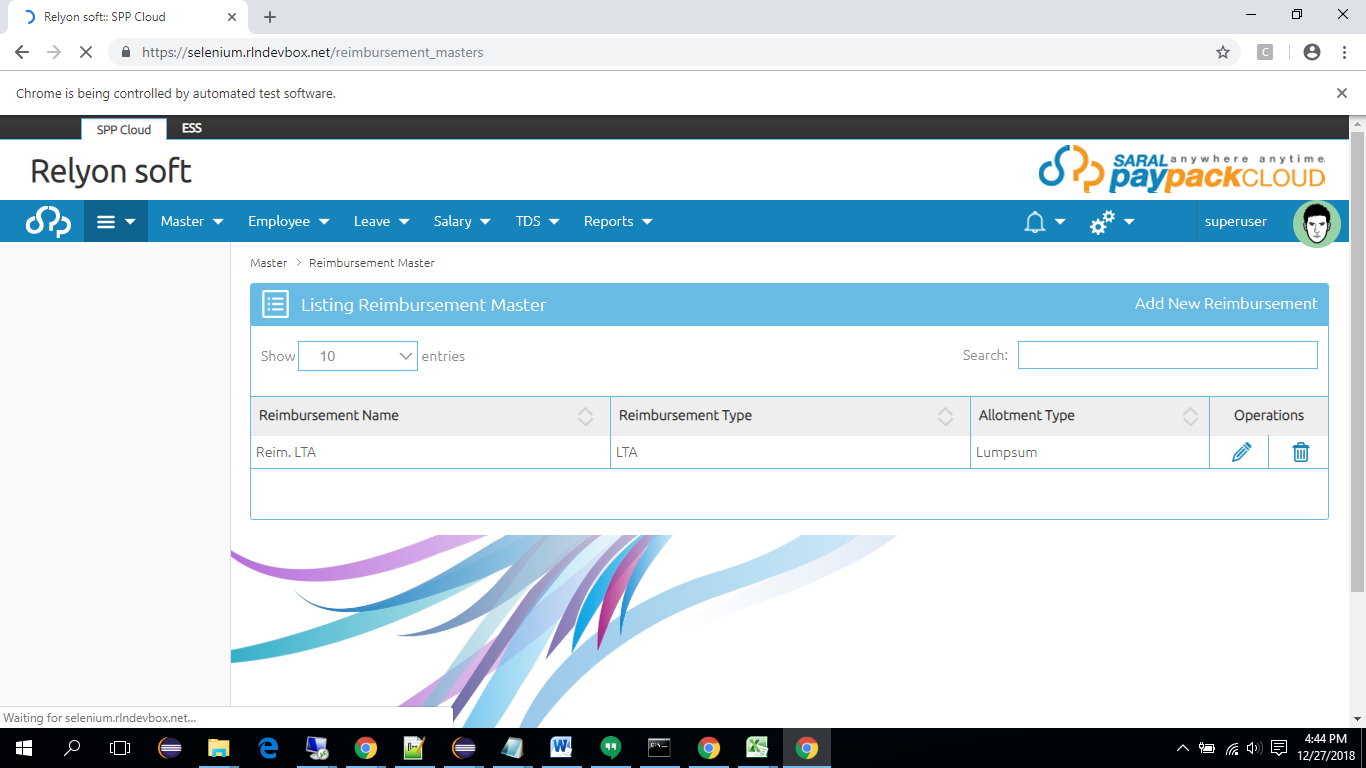 Relyon soft:: SPP Cloud
https://selenium.rlndevbox.net/reimbursement_masters
Chrome is being controlled by automated test software.
SPP Cloud ESS
Relyon soft
SARAL anywhere anytime
paypackCLOUD
Master Employee Leave Salary TDS Reports superuser
Master > Reimbursement Master
Listing Reimbursement Master Add New Reimbursement
Show 10 entries Search:
Reimbursement Name Reimbursement Type Allotment Type Operations
Reim. LTA LTA Lumpsum
Waiting for selenium.rlndevbox.net...
4:44 PM
12/27/2018